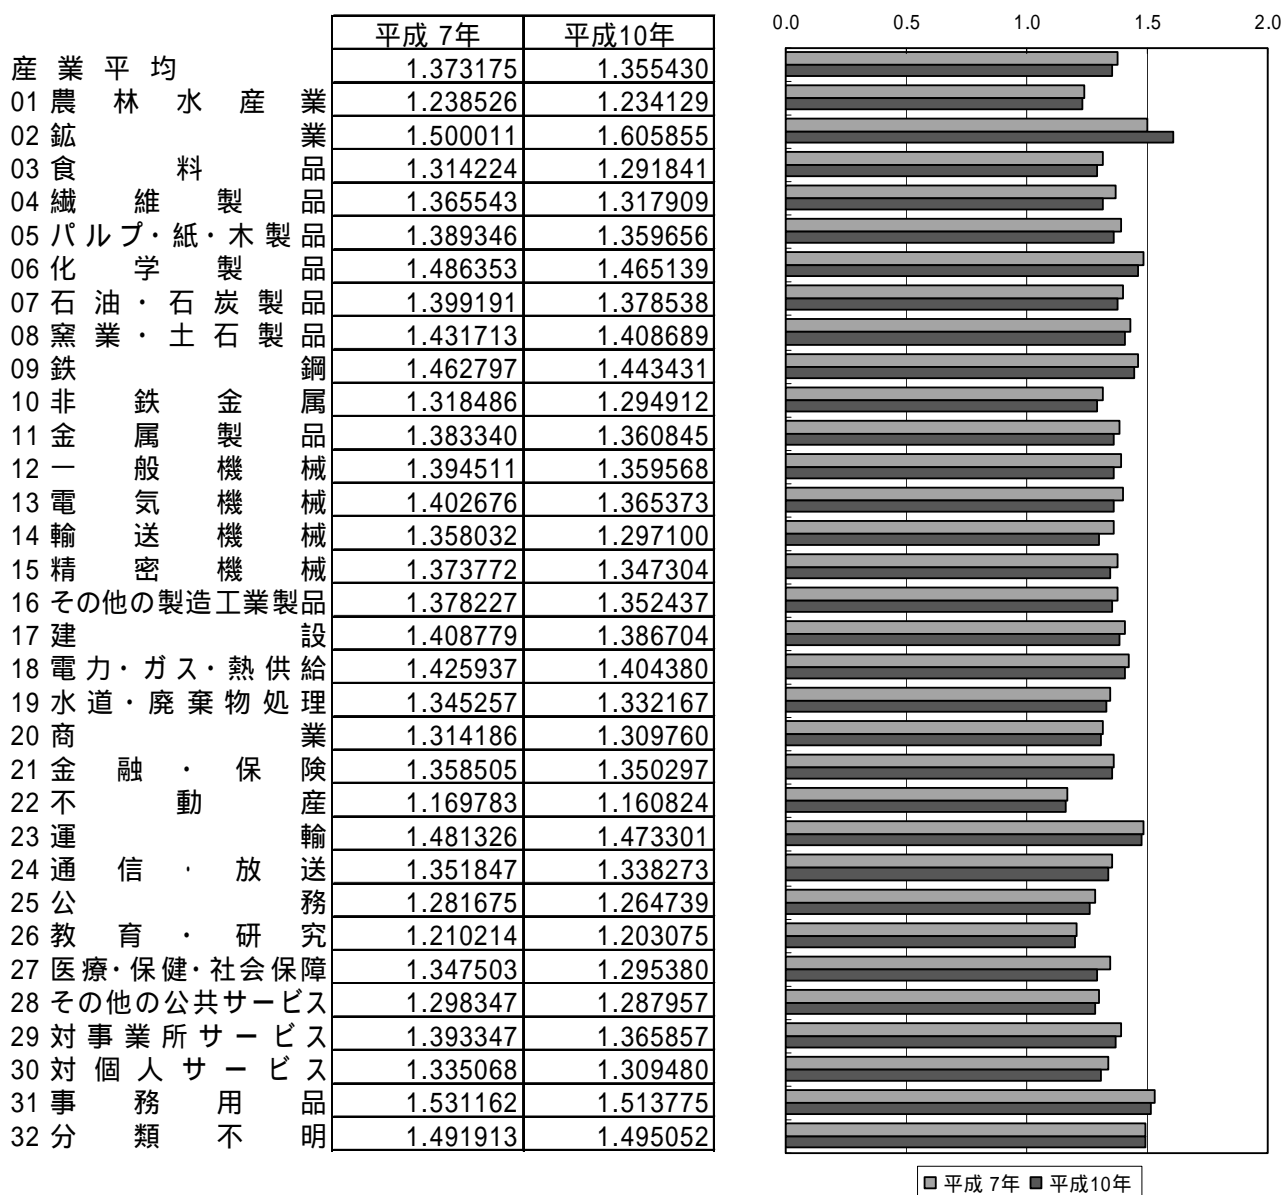 平成 7年 平成10年
産業平均 1.373175 1.355430
01 農林水産業 1.238526 1.234129
02 鉱業 1.500011 1.605855
03 食料品 1.314224 1.291841
04 繊維製品 1.365543 1.317909
05 パルプ・紙・木製品 1.389346 1.359656
06 化学製品 1.486353 1.465139
07 石油・石炭製品 1.399191 1.378538
08 窯業・土石製品 1.431713 1.408689
09 鉄鋼 1.462797 1.443431
10 非鉄金属 1.318486 1.294912
11 金属製品 1.383340 1.360845
12 一般機械 1.394511 1.359568
13 電気機械 1.402676 1.365373
14 輸送機械 1.358032 1.297100
15 精密機械 1.373772 1.347304
16 その他の製造工業製品 1.378227 1.352437
17 建設 1.408779 1.386704
18 電力・ガス・熱供給 1.425937 1.404380
19 水道・廃棄物処理 1.345257 1.332167
20 商業 1.314186 1.309760
21 金融・保険 1.358505 1.350297
22 不動産 1.169783 1.160824
23 運輸 1.481326 1.473301
24 通信・放送 1.351847 1.338273
25 公務 1.281675 1.264739
26 教育・研究 1.210214 1.203075
27 医療・保健・社会保障 1.347503 1.295380
28 その他の公共サービス 1.298347 1.287957
29 対事業所サービス 1.393347 1.365857
30 対個人サービス 1.335068 1.309480
31 事務用品 1.531162 1.513775
32 分類不明 1.491913 1.495052
0.0 0.5 1.0 1.5 2.0
平成 7年 平成10年